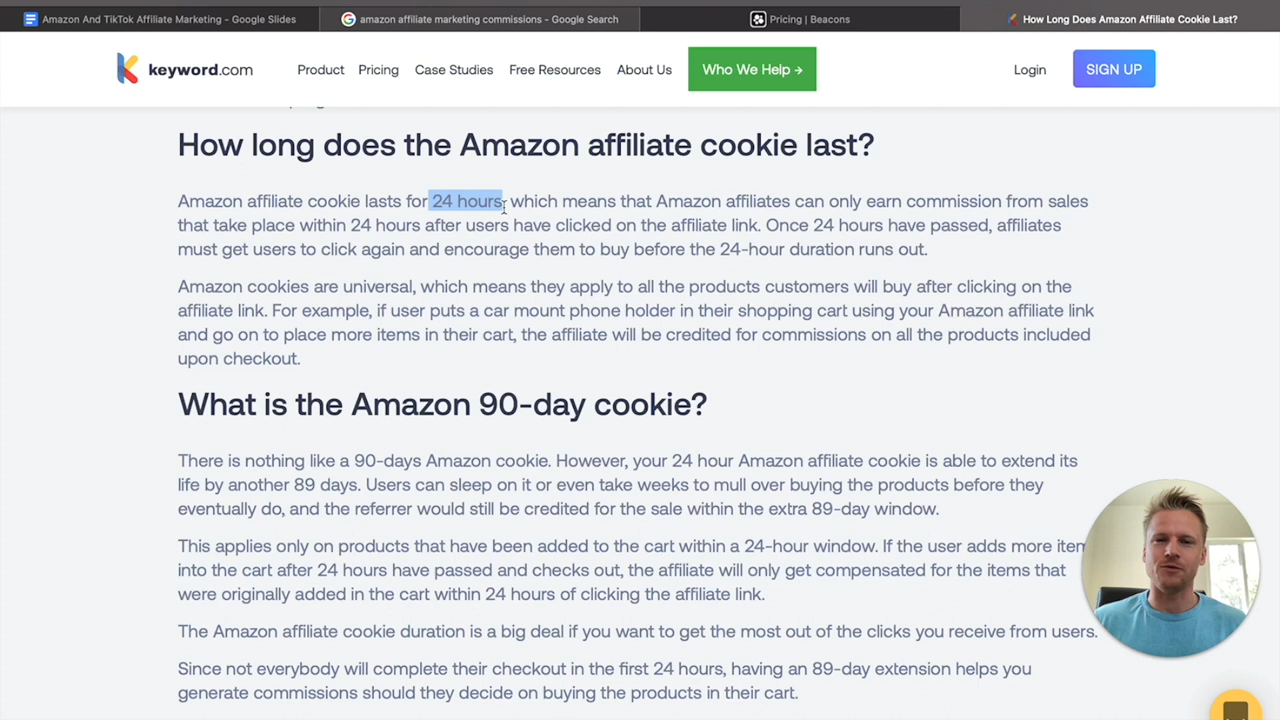 Amazon And TikTok Affiliate Marketing - Google Slides
amazon affiliate marketing commissions - Google Search
Pricing | Beacons
How Long Does Amazon Affiliate Cookie Last?
keyword.com
Product
Pricing
Case Studies
Free Resources
About Us
Who We Help →
Login
SIGN UP
How long does the Amazon affiliate cookie last?
Amazon affiliate cookie lasts for 24 hours, which means that Amazon affiliates can only earn commission from sales
that take place within 24 hours after users have clicked on the affiliate link. Once 24 hours have passed, affiliates
must get users to click again and encourage them to buy before the 24-hour duration runs out.
Amazon cookies are universal, which means they apply to all the products customers will buy after clicking on the
affiliate link. For example, if user puts a car mount phone holder in their shopping cart using your Amazon affiliate link
and go on to place more items in their cart, the affiliate will be credited for commissions on all the products included
upon checkout.
What is the Amazon 90-day cookie?
There is nothing like a 90-days Amazon cookie. However, your 24 hour Amazon affiliate cookie is able to extend its
life by another 89 days. Users can sleep on it or even take weeks to mull over buying the products before they
eventually do, and the referrer would still be credited for the sale within the extra 89-day window.
This applies only on products that have been added to the cart within a 24-hour window. If the user adds more item
into the cart after 24 hours have passed and checks out, the affiliate will only get compensated for the items that
were originally added in the cart within 24 hours of clicking the affiliate link.
The Amazon affiliate cookie duration is a big deal if you want to get the most out of the clicks you receive from users.
Since not everybody will complete their checkout in the first 24 hours, having an 89-day extension helps you
generate commissions should they decide on buying the products in their cart.